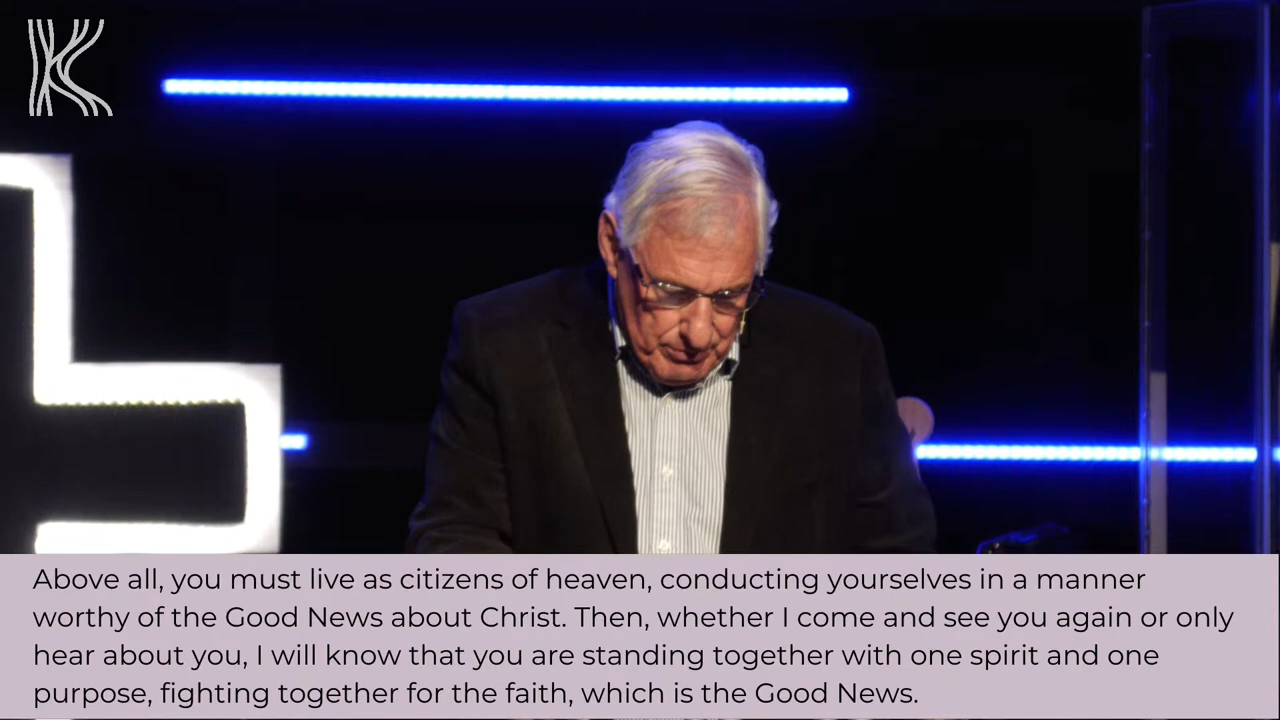 K
Above all, you must live as citizens of heaven, conducting yourselves in a manner
worthy of the Good News about Christ. Then, whether I come and see you again or only
hear about you, I will know that you are standing together with one spirit and one
purpose, fighting together for the faith, which is the Good News.